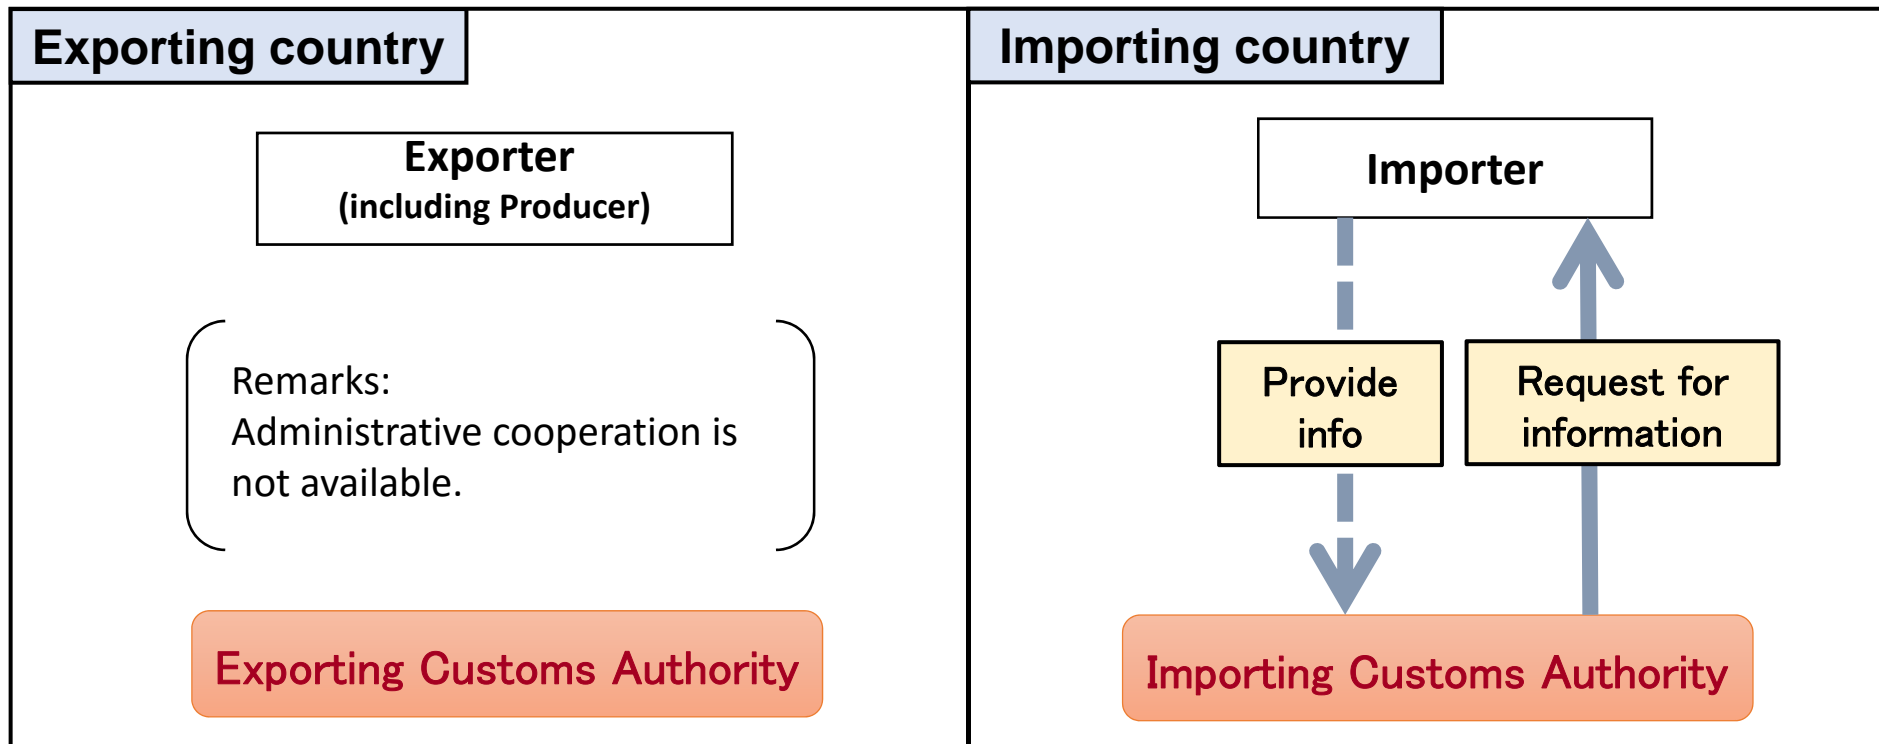 Exporting country
Exporter
(including Producer)
Remarks:
Administrative cooperation is
not available.
Exporting Customs Authority
Importing country
Importer
Provide
info
Request for
information
Importing Customs Authority